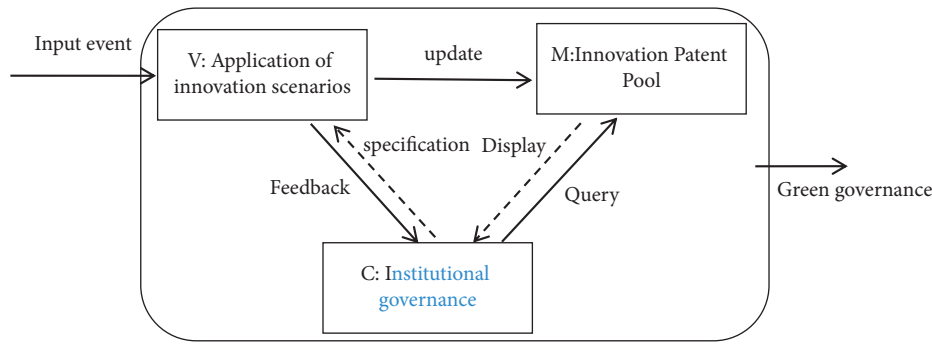 Input event
V: Application of
innovation scenarios
update
M:Innovation Patent
Pool
specification
Display
Feedback
Query
Green governance
C: Institutional
governance